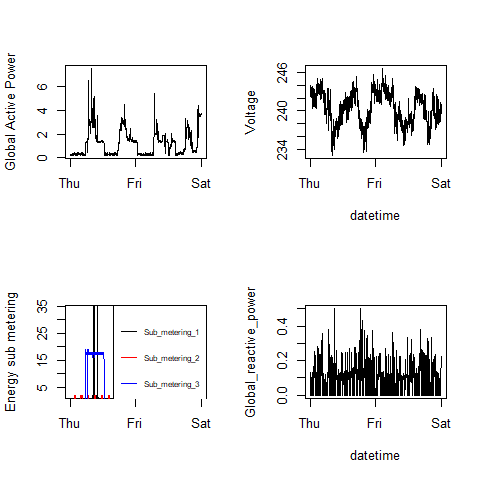 Global Active Power
0 2 4 6
Thu Fri Sat
Voltage
234 240 246
Thu Fri Sat
datetime
Energy sub metering
5 15 25 35
Sub_metering_1
Sub_metering_2
Sub_metering_3
Thu Fri Sat
Global_reactive_power
0.0 0.2 0.4
Thu Fri Sat
datetime